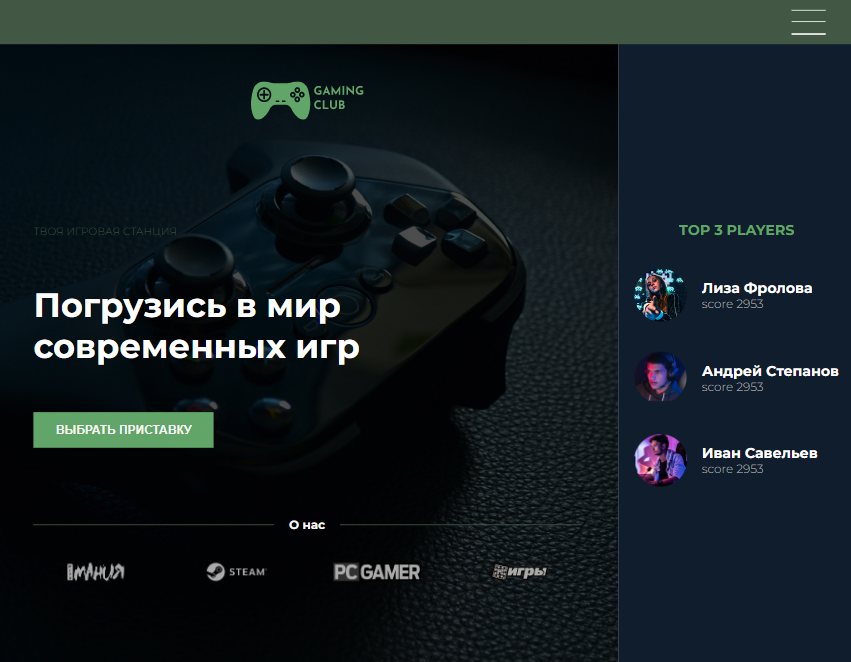 GAMING
CLUB
ТВОЯ ИГРОВАЯ СТАНЦИЯ
Погрузись в мир
современных игр
ВЫБРАТЬ ПРИСТАВКУ
О нас
мАНИЯ
STEAM
PC GAMER
игры
TOP 3 PLAYERS
Лиза Фролова
score 2953
Андрей Степанов
score 2953
Иван Савельев
score 2953